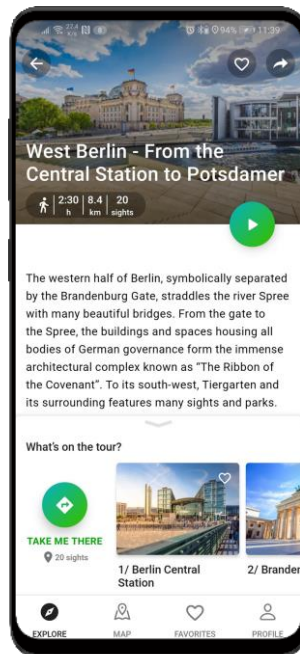 94% 11:39
West Berlin - From the
Central Station to Potsdamer
2:30 h 8.4 km 20 sights
The western half of Berlin, symbolically separated
by the Brandenburg Gate, straddles the river Spree
with many beautiful bridges. From the gate to
the Spree, the buildings and spaces housing all
bodies of German governance form the immense
architectural complex known as “The Ribbon of
the Covenant”. To its south-west, Tiergarten and
its surrounding features many sights and parks.
What's on the tour?
TAKE ME THERE
20 sights
1/ Berlin Central
Station
2/ Brander
EXPLORE MAP FAVORITES PROFILE